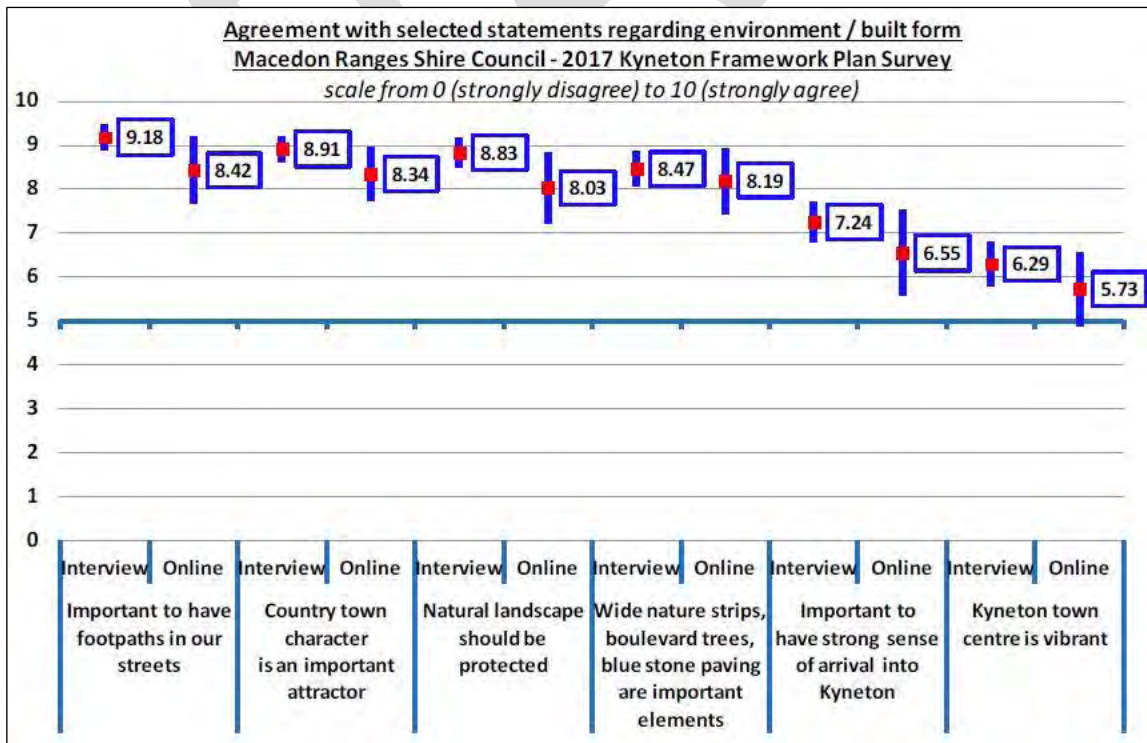 Agreement with selected statements regarding environment / built form
Macedon Ranges Shire Council - 2017 Kyneton Framework Plan Survey
scale from 0 (strongly disagree) to 10 (strongly agree)
10
9
8
7
6
5
4
3
2
1
0
9.18
8.42
8.91
8.34
8.83
8.03
8.47
8.19
7.24
6.55
6.29
5.73
Interview Online Interview Online Interview Online Interview Online Interview Online Interview Online
Important to have
footpaths in our
streets
Country town
character
is an important
attractor
Natural landscape
should be
protected
Wide nature strips,
boulevard trees,
blue stone paving
are important
elements
Important to
have strong sense
of arrival into
Kyneton
Kyneton town
centre is vibrant